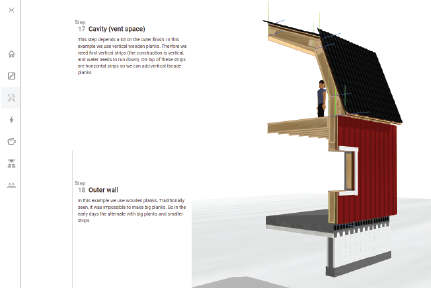 Step
17 Cavity (vent space)
This step depends a bit on the outer finish. In this
example we use vertical wooden planks. Therfore we
need first vertical strips (the construction is vertical,
and water needs to run down). On top of these strips
are horizontal strips so we can add vertical facade
planks.
Step
18 Outer wall
In this example we use wooden planks. Traditionally
seen, it was impossible to make big planks. So in the
early days the alternate with big planks and smaller
strips.